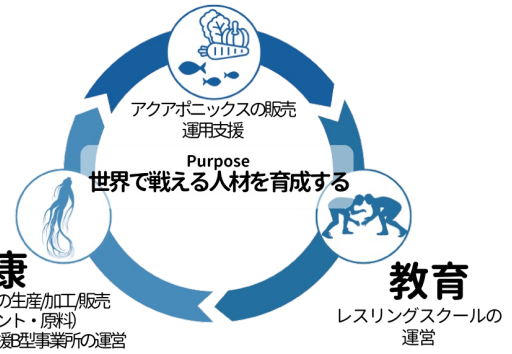 アクアポニックスの販売
運用支援
Purpose
世界で戦える人材を育成する
康
の生産/加工/販売
ント・原料）
援B型事業所の運営
教育
レスリングスクールの
運営